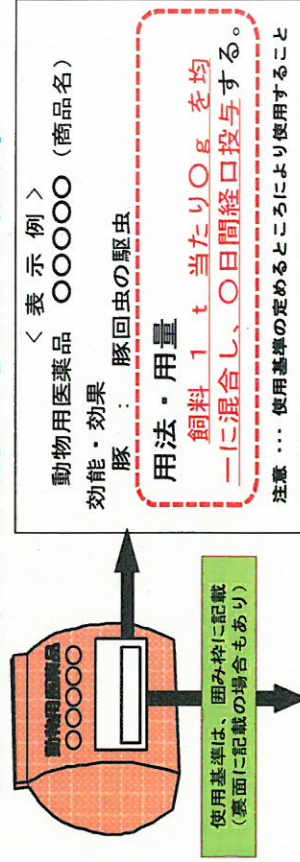 動物用医薬品
○○○○○○
<表示例>
動物用医薬品 ○○○○○(商品名)
効能・効果
豚 : 豚回虫の駆虫
用法・用量
飼料1t当たり○gを均
一に混合し、○日間経口投与する。
注意・・・使用基準の定めるところにより使用すること
使用基準は、囲み枠に記載
(裏面に記載の場合もあり)